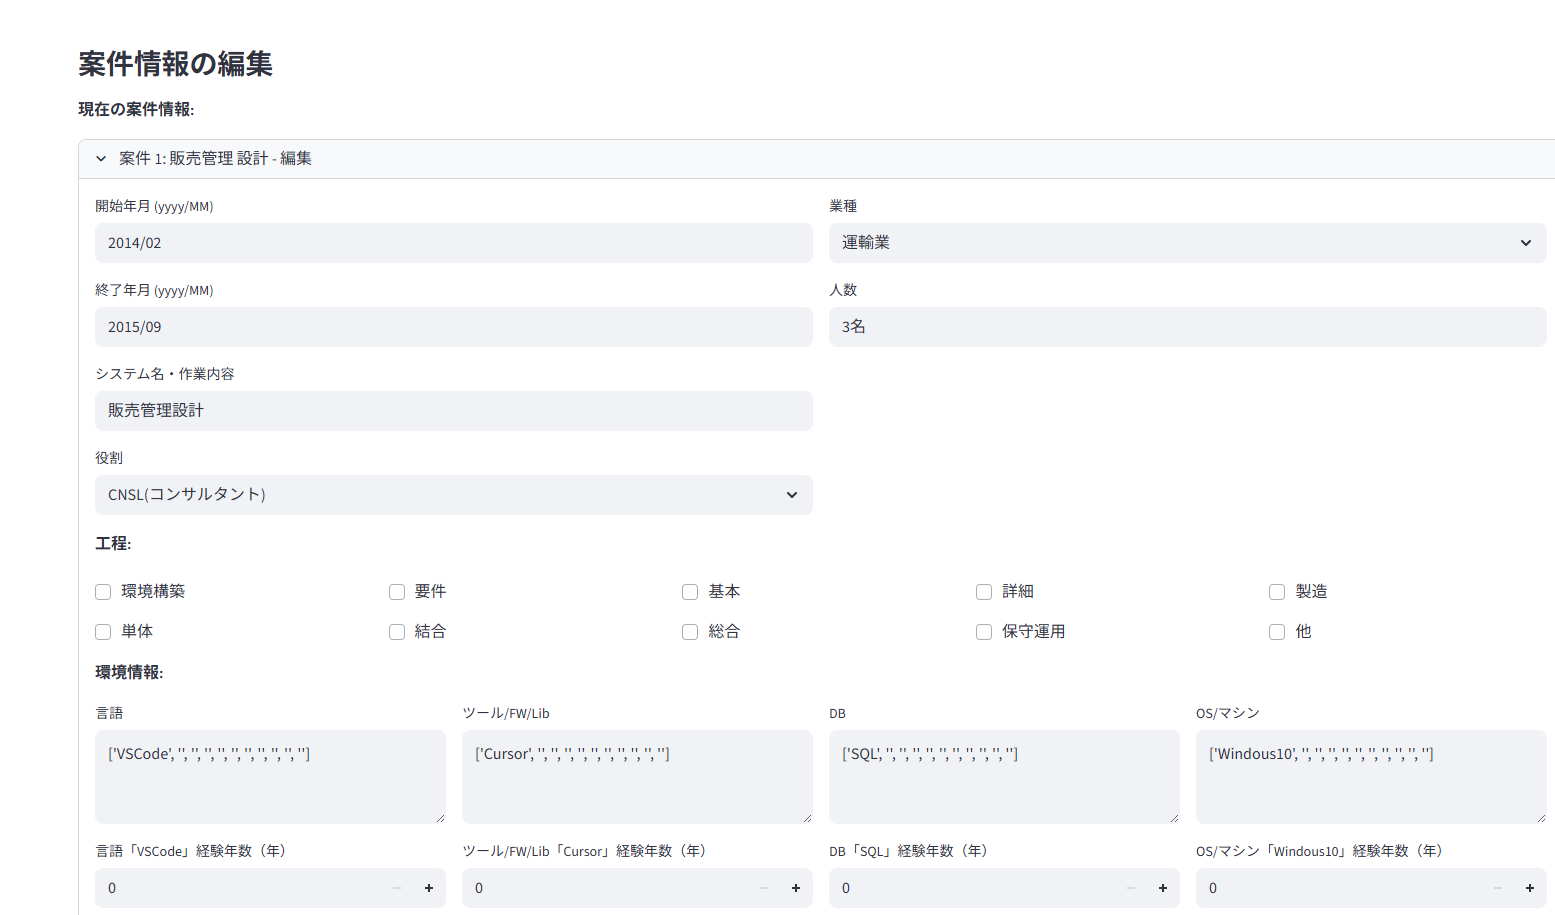 案件情報の編集
現在の案件情報:
案件 1: 販売管理 設計 - 編集
開始年月 (yyyy/MM)
業種
2014/02
運輸業
終了年月 (yyyy/MM)
人数
2015/09
3名
システム名・作業内容
販売管理設計
役割
CNSL(コンサルタント)
工程:
環境構築 要件 基本 詳細 製造
単体 結合 総合 保守運用 他
環境情報:
言語 ツール/FW/Lib DB OS/マシン
['VSCode','','','','','','','','','',''] ['Cursor','','','','','','','','','',''] ['SQL','','','','','','','','','',''] ['Windous10','','','','','','','','','','']
言語「VSCode」経験年数（年） ツール/FW/Lib「Cursor」経験年数（年） DB「SQL」経験年数（年） OS/マシン「Windous10」経験年数（年）
0 − + 0 − + 0 − + 0 − +